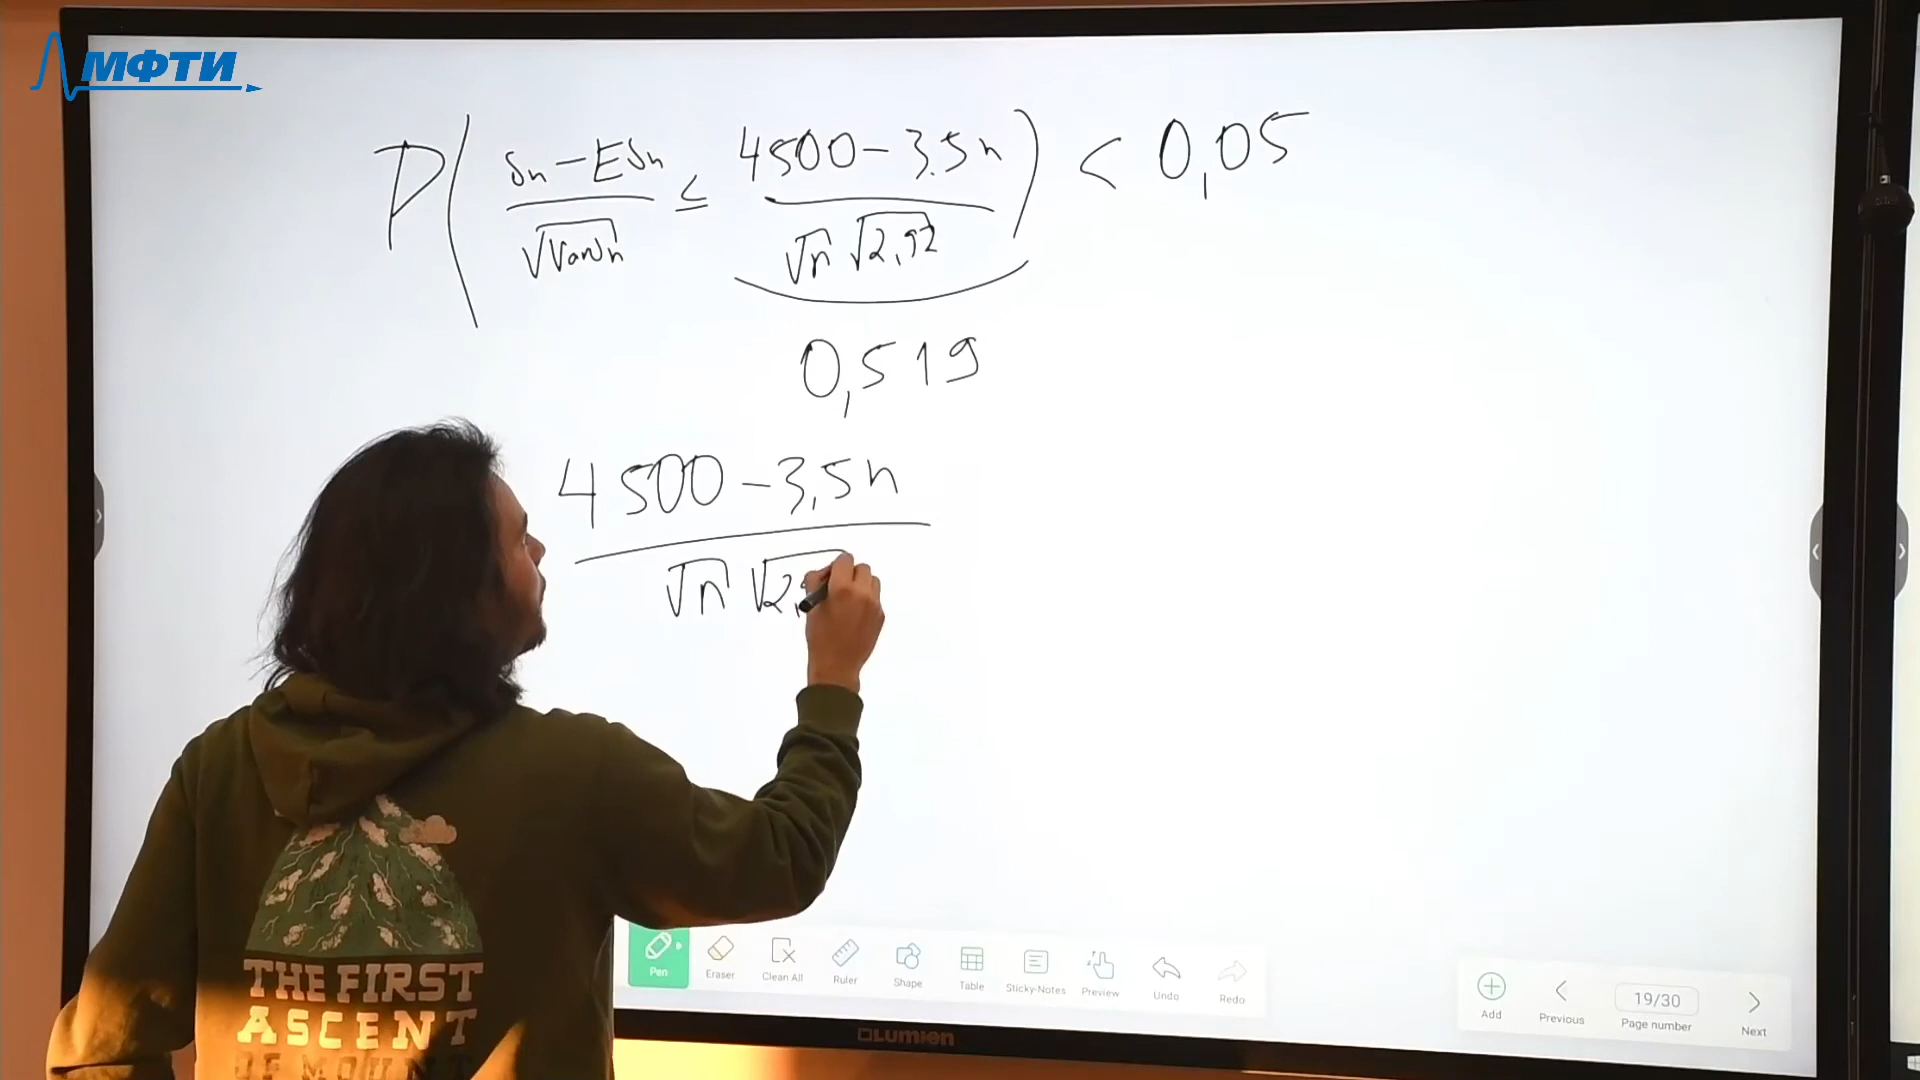 МФТИ
P( (Sn − ESn)/√VarSn ≤ (4500 − 3.5n)/(√n √2,92) ) < 0,05
0,519
4500 − 3,5n
√n √2,
THE FIRST
ASCENT
OF MOUNT
Pen
Eraser
Clean All
Ruler
Shape
Table
Sticky-Notes
Preview
Undo
Redo
Add
Previous
19/30
Page number
Next
Lumien